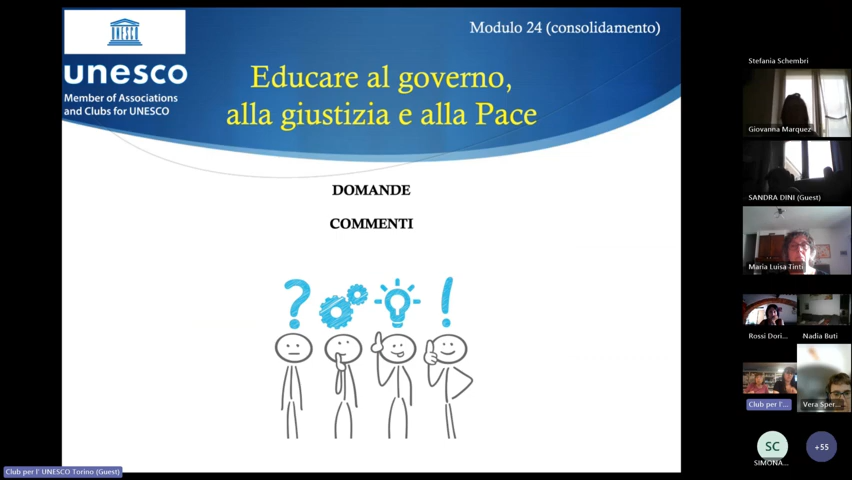 Modulo 24 (consolidamento)
unesco
Member of Associations
and Clubs for UNESCO
Educare al governo,
alla giustizia e alla Pace
DOMANDE
COMMENTI
?
!
Stefania Schembri
Giovanna Marquez
SANDRA DINI (Guest)
Maria Luisa Tinti
Rossi Dori...
Nadia Buti
Club per l'...
Vera Sper...
SC
SIMONA...
+55
Club per l' UNESCO Torino (Guest)